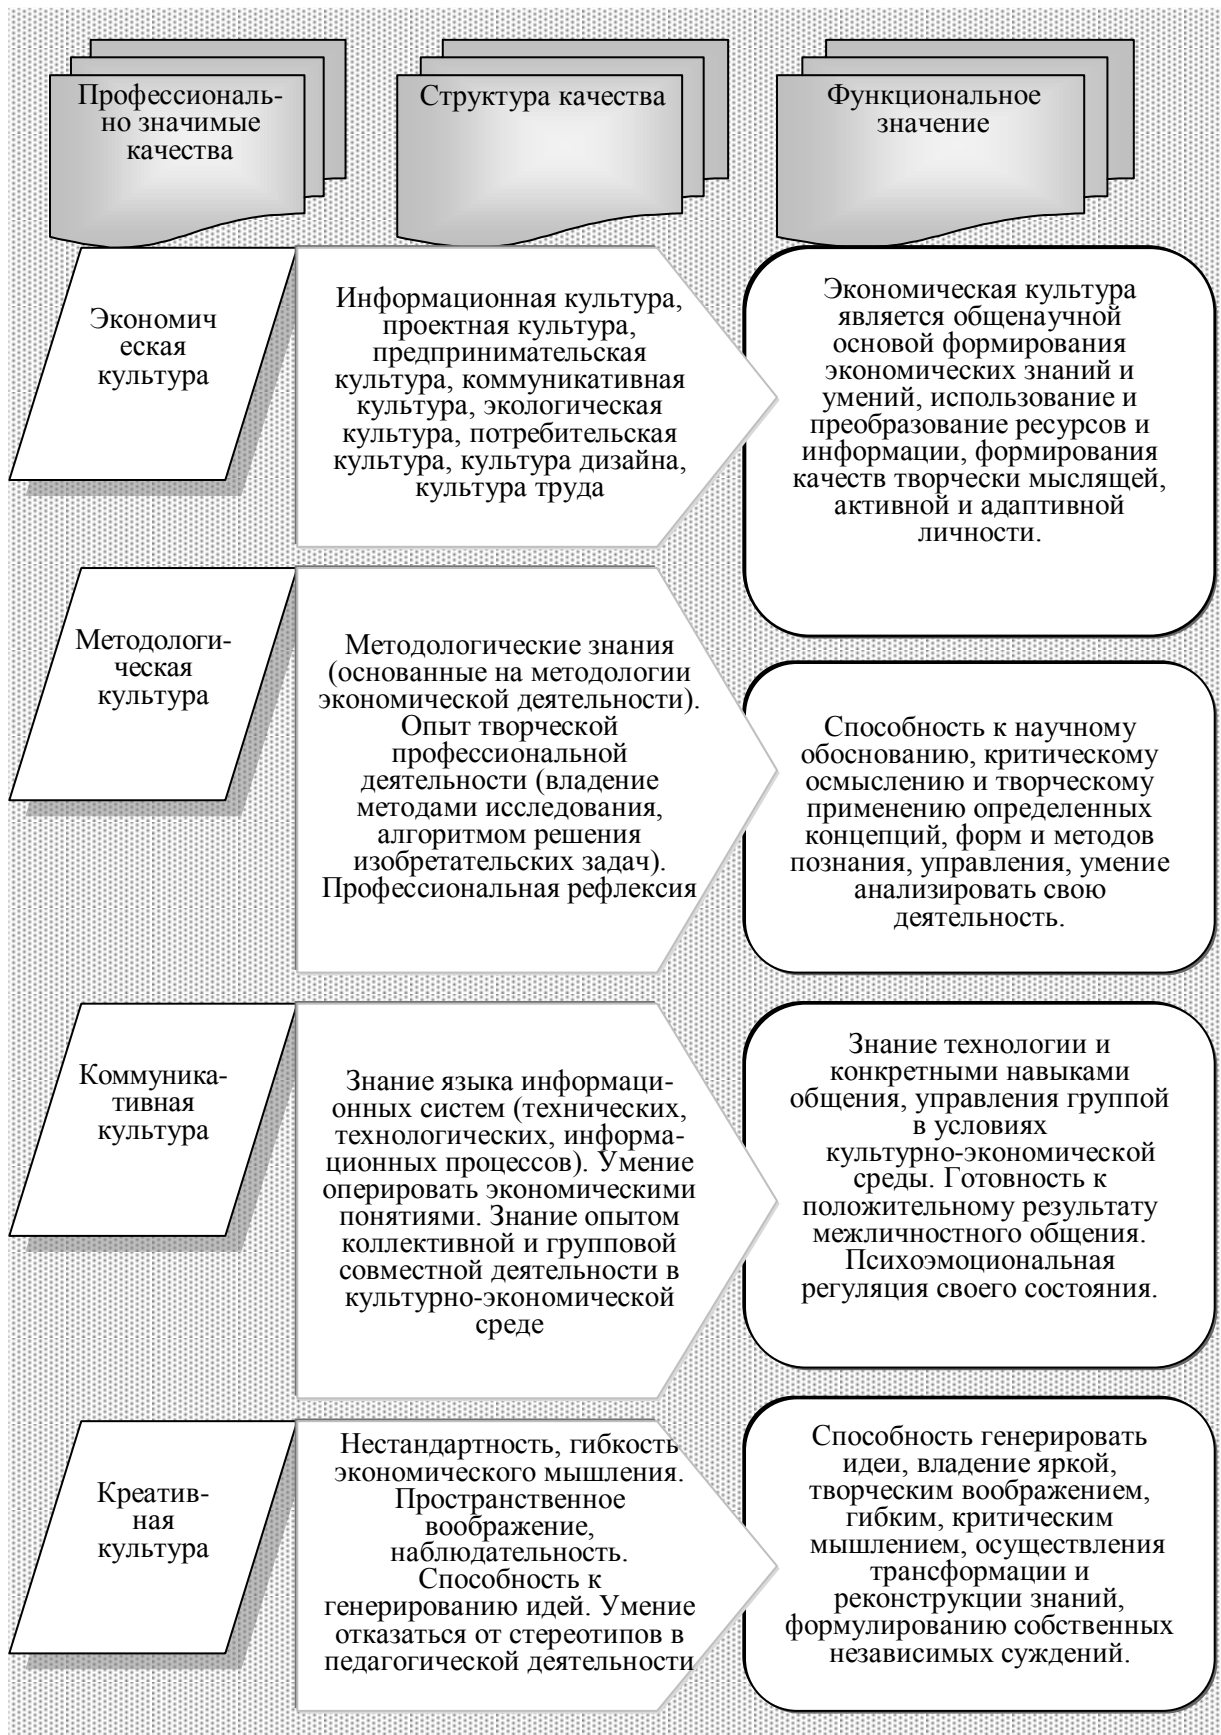 Профессиональ-
но значимые
качества
Структура качества
Функциональное
значение
Экономич
еская
культура
Информационная культура,
проектная культура,
предпринимательская
культура, коммуникативная
культура, экологическая
культура, потребительская
культура, культура дизайна,
культура труда
Экономическая культура
является общенаучной
основой формирования
экономических знаний и
умений, использование и
преобразование ресурсов и
информации, формирования
качеств творчески мыслящей,
активной и адаптивной
личности.
Методологи-
ческая
культура
Методологические знания
(основанные на методологии
экономической деятельности).
Опыт творческой
профессиональной
деятельности (владение
методами исследования,
алгоритмом решения
изобретательских задач).
Профессиональная рефлексия
Способность к научному
обоснованию, критическому
осмыслению и творческому
применению определенных
концепций, форм и методов
познания, управления, умение
анализировать свою
деятельность.
Коммуника-
тивная
культура
Знание языка информаци-
онных систем (технических,
технологических, информа-
ционных процессов). Умение
оперировать экономическими
понятиями. Знание опытом
коллективной и групповой
совместной деятельности в
культурно-экономической
среде
Знание технологии и
конкретными навыками
общения, управления группой
в условиях
культурно-экономической
среды. Готовность к
положительному результату
межличностного общения.
Психоэмоциональная
регуляция своего состояния.
Креатив-
ная
культура
Нестандартность, гибкость
экономического мышления.
Пространственное
воображение,
наблюдательность.
Способность к
генерированию идей. Умение
отказаться от стереотипов в
педагогической деятельности
Способность генерировать
идеи, владение яркой,
творческим воображением,
гибким, критическим
мышлением, осуществления
трансформации и
реконструкции знаний,
формулированию собственных
независимых суждений.